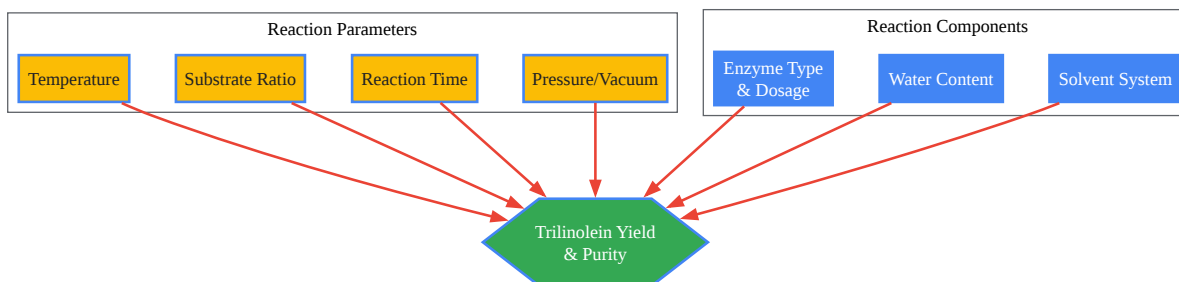 Reaction Parameters
Temperature
Substrate Ratio
Reaction Time
Pressure/Vacuum
Reaction Components
Enzyme Type
& Dosage
Water Content
Solvent System
Trilinolein Yield
& Purity